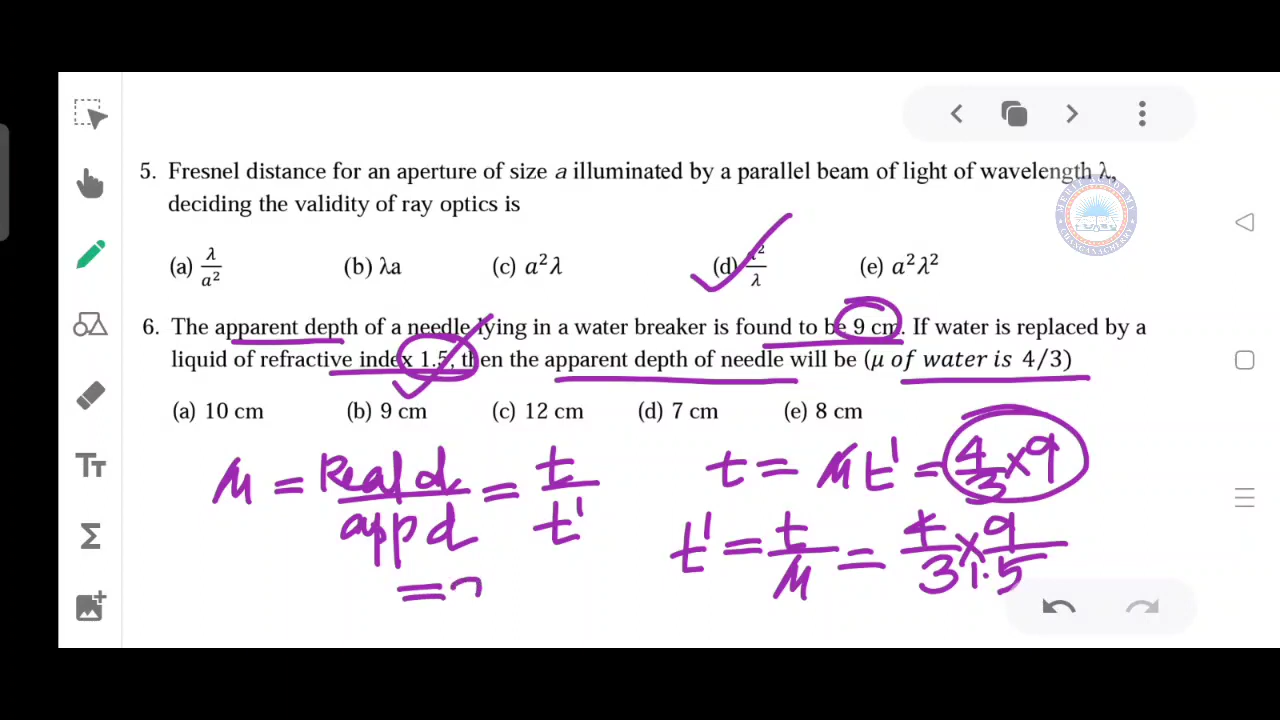 5. Fresnel distance for an aperture of size a illuminated by a parallel beam of light of wavelength λ,
deciding the validity of ray optics is
(a) λ/a² (b) λa (c) a²λ (d) a²/λ (e) a²λ²
6. The apparent depth of a needle lying in a water breaker is found to be 9 cm. If water is replaced by a
liquid of refractive index 1.5, then the apparent depth of needle will be (μ of water is 4/3)
(a) 10 cm (b) 9 cm (c) 12 cm (d) 7 cm (e) 8 cm
μ = Real d / app d = t / t'
t = μt' = 4/3 × 9
t' = t/μ = 4/3 × 9/1.5
Tt
Σ